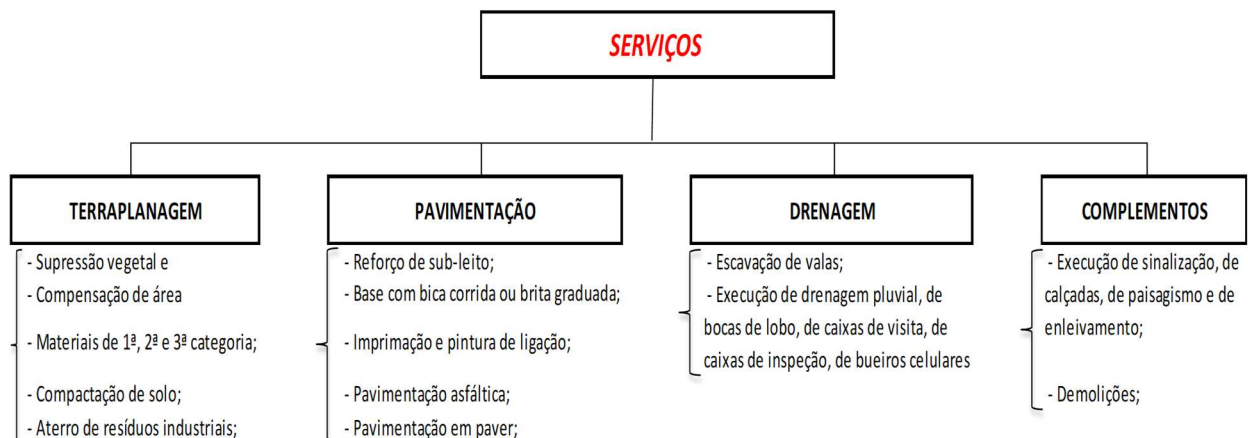 SERVIÇOS
TERRAPLANAGEM
- Supressão vegetal e
- Compensação de área
- Materiais de 1ª, 2ª e 3ª categoria;
- Compactação de solo;
- Aterro de resíduos industriais;
PAVIMENTAÇÃO
- Reforço de sub-leito;
- Base com bica corrida ou brita graduada;
- Imprimação e pintura de ligação;
- Pavimentação asfáltica;
- Pavimentação em paver;
DRENAGEM
- Escavação de valas;
- Execução de drenagem pluvial, de
bocas de lobo, de caixas de visita, de
caixas de inspeção, de bueiros celulares
COMPLEMENTOS
- Execução de sinalização, de
calçadas, de paisagismo e de
enleivamento;
- Demolições;